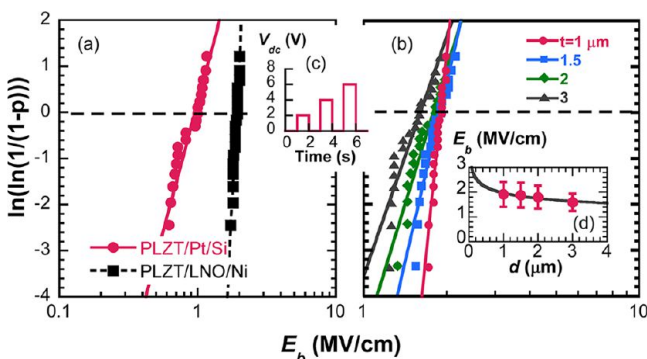 ln(ln(1/(1-p)))
2
1
0
-1
-2
-3
-4
(a)
V_dc (V)
8
6
4
2
0
(c)
0 2 4 6
Time (s)
PLZT/Pt/Si
PLZT/LNO/Ni
0.1 1 10
(b)
t=1 μm
1.5
2
3
E_b (MV/cm)
3
2
1
0
(d)
0 1 2 3 4
d (μm)
1 10
E_b (MV/cm)